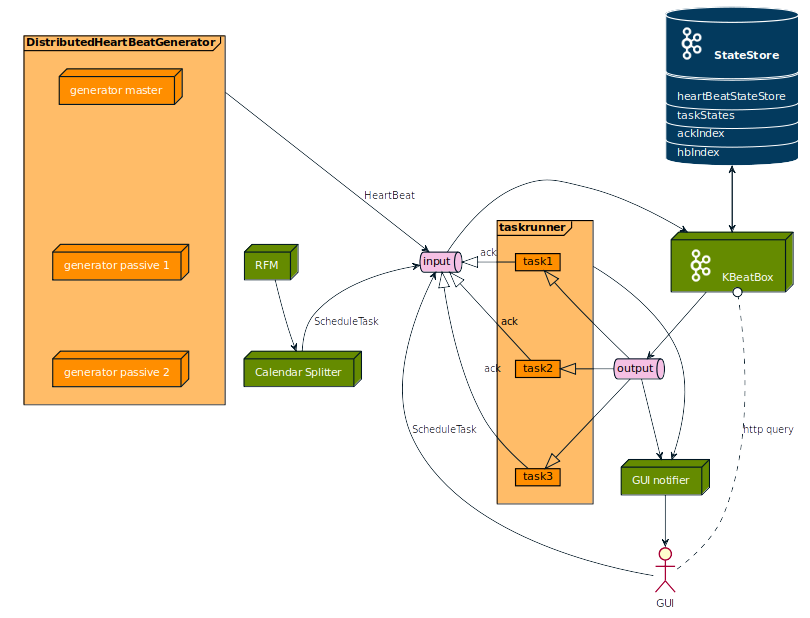 DistributedHeartBeatGenerator
generator master
generator passive 1
generator passive 2
StateStore
heartBeatStateStore
taskStates
ackIndex
hbIndex
HeartBeat
RFM
ScheduleTask
Calendar Splitter
input
taskrunner
ack
task1
ack
ack
task2
task3
output
KBeatBox
ScheduleTask
http query
GUI notifier
GUI